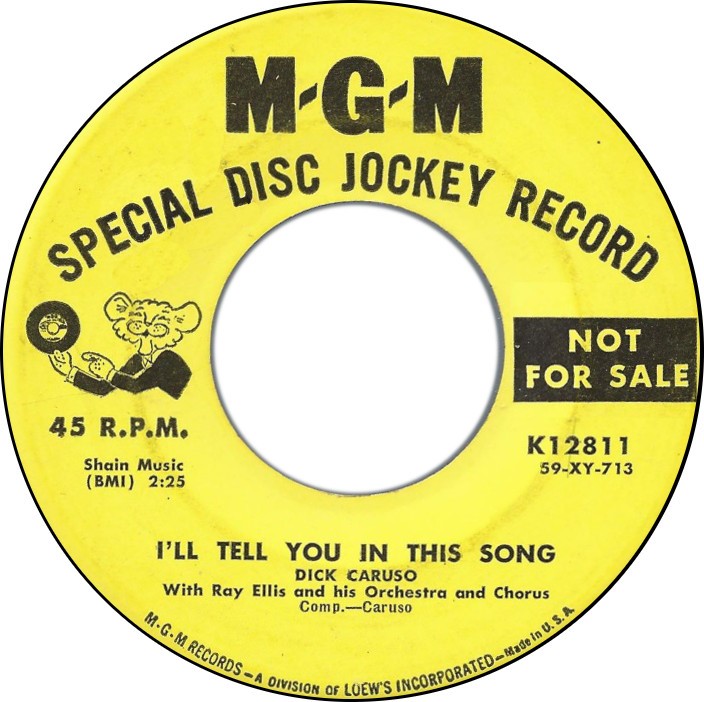 M-G-M
SPECIAL DISC JOCKEY RECORD
NOT
FOR SALE
45 R.P.M.
Shain Music
(BMI) 2:25
K12811
59-XY-713
I'LL TELL YOU IN THIS SONG
DICK CARUSO
With Ray Ellis and his Orchestra and Chorus
Comp.—Caruso
M-G-M RECORDS—A DIVISION OF LOEW'S INCORPORATED—Made in U.S.A.